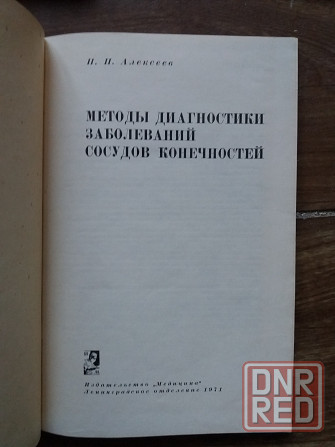 П. П. Алексеев
МЕТОДЫ ДИАГНОСТИКИ
ЗАБОЛЕВАНИЙ
СОСУДОВ КОНЕЧНОСТЕЙ
Издательство „Медицина"
Ленинградское отделение 1971
DNR
RED